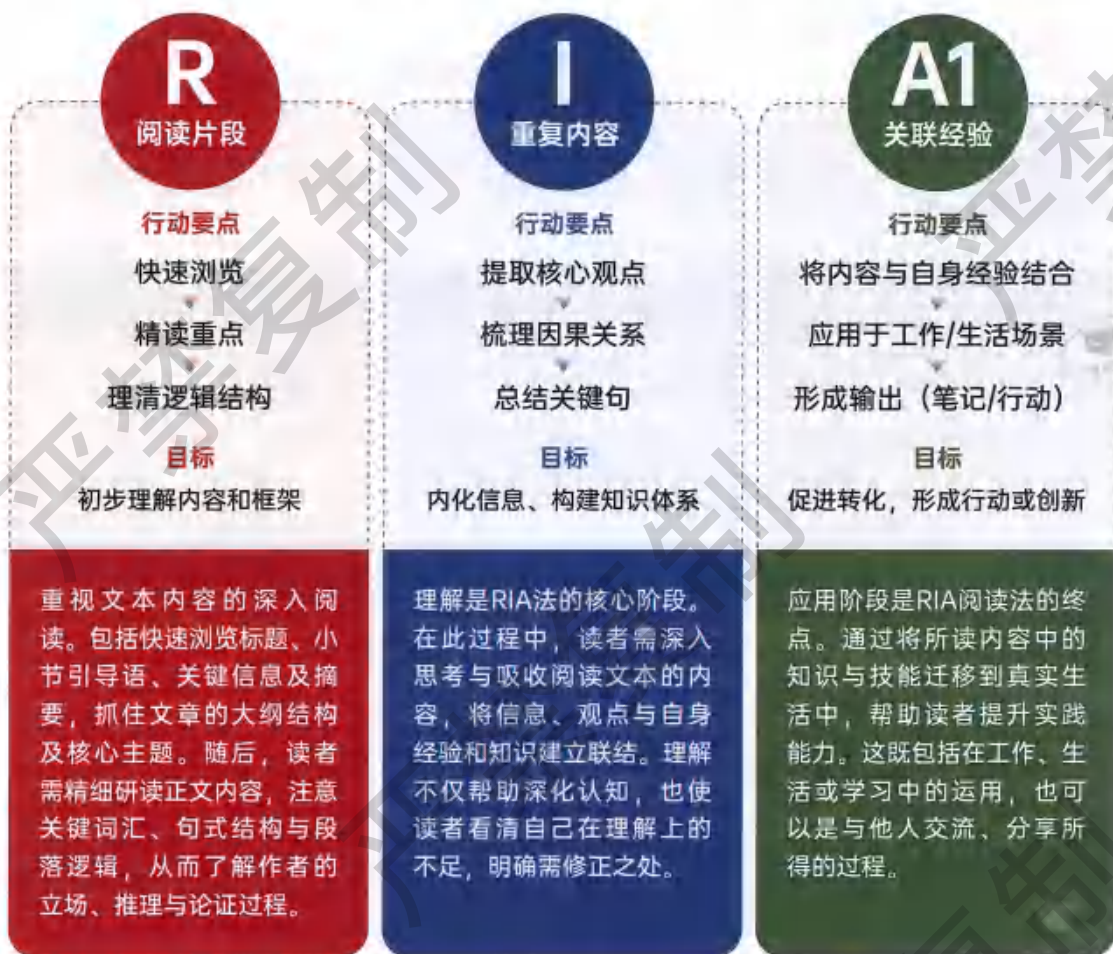 R
阅读片段
行动要点
快速浏览
精读重点
理清逻辑结构
目标
初步理解内容和框架
重视文本内容的深入阅
读。包括快速浏览标题、小
节引导语、关键信息及摘
要，抓住文章的大纲结构
及核心主题。随后，读者
需精细研读正文内容，注意
关键词汇、句式结构与段
落逻辑，从而了解作者的
立场、推理与论证过程。
I
重复内容
行动要点
提取核心观点
梳理因果关系
总结关键句
目标
内化信息、构建知识体系
理解是RIA法的核心阶段。
在此过程中，读者需深入
思考与吸收阅读文本的内
容，将信息、观点与自身
经验和知识建立联结。理解
不仅帮助深化认知，也使
读者看清自己在理解上的
不足，明确需修正之处。
A1
关联经验
行动要点
将内容与自身经验结合
应用于工作/生活场景
形成输出（笔记/行动）
目标
促进转化，形成行动或创新
应用阶段是RIA阅读法的终
点。通过将所读内容中的
知识与技能迁移到真实生
活中，帮助读者提升实践
能力。这既包括在工作、生
活或学习中的运用，也可
以是与他人交流、分享所
得的过程。
严禁复制
严禁复制
严禁
复制